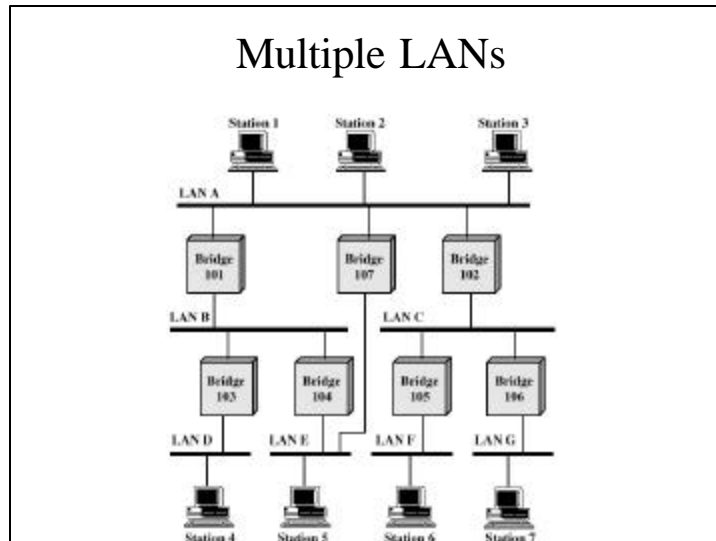 Multiple LANs
Station 1 Station 2 Station 3
LAN A
Bridge 101 Bridge 107 Bridge 102
LAN B LAN C
Bridge 103 Bridge 104 Bridge 105 Bridge 106
LAN D LAN E LAN F LAN G
Station 4 Station 5 Station 6 Station 7